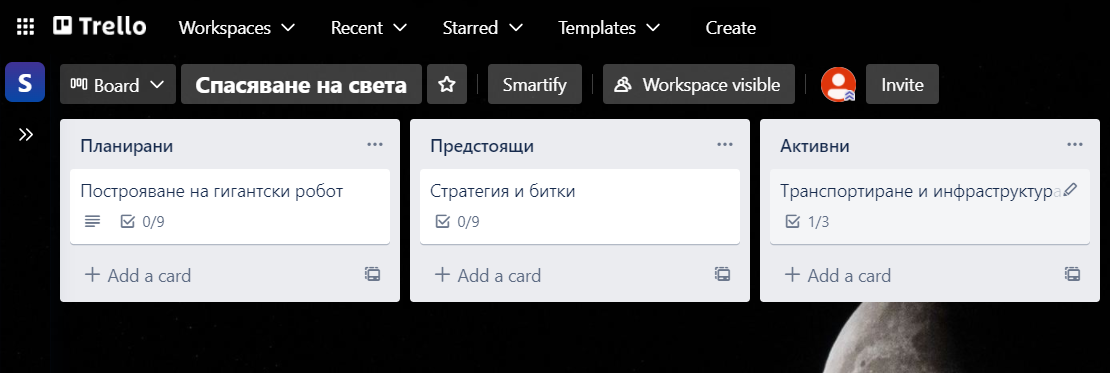 Trello Workspaces Recent Starred Templates Create
S Board Спасяване на света Smartify Workspace visible Invite
Планирани
Построяване на гигантски робот
0/9
+ Add a card
Предстоящи
Стратегия и битки
0/9
+ Add a card
Активни
Транспортиране и инфраструктура
1/3
+ Add a card